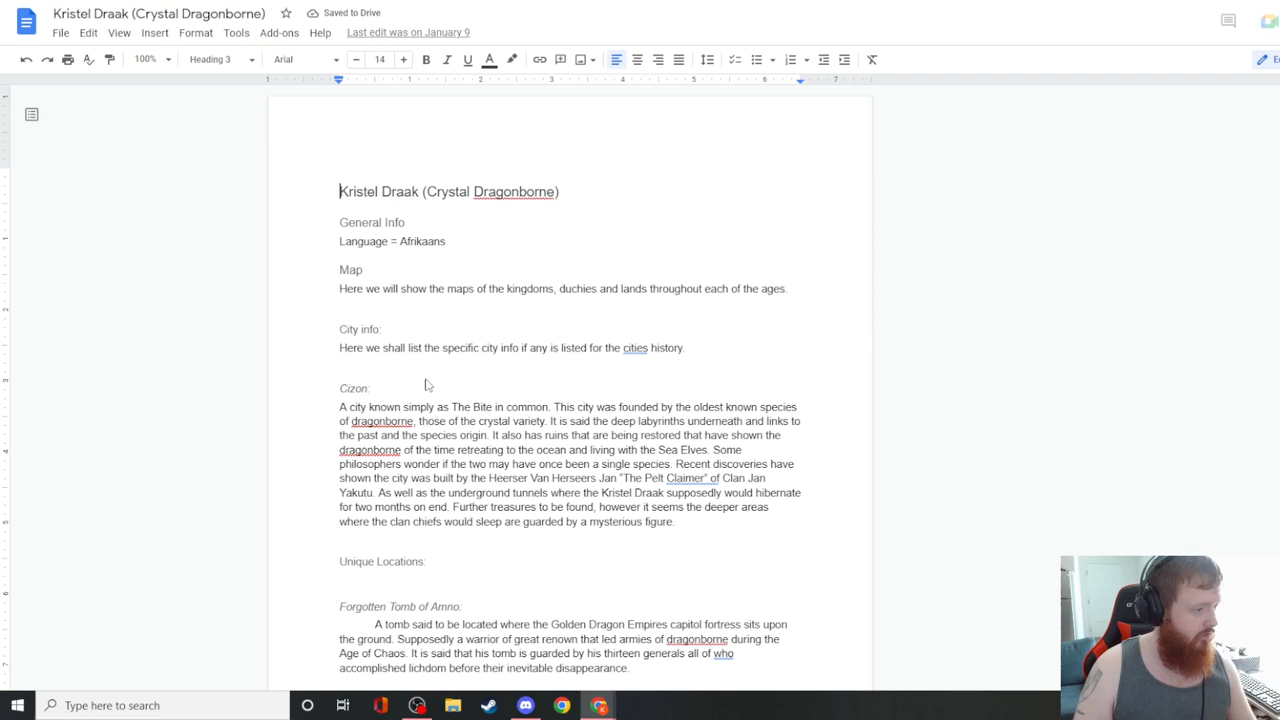 Kristel Draak (Crystal Dragonborne)
Saved to Drive
File Edit View Insert Format Tools Add-ons Help Last edit was on January 9
100% Heading 3 Arial 14
1 1 2 3 4 5 6 7
Kristel Draak (Crystal Dragonborne)
General Info
Language = Afrikaans
Map
Here we will show the maps of the kingdoms, duchies and lands throughout each of the ages.
City info:
Here we shall list the specific city info if any is listed for the cities history.
Cizon:
A city known simply as The Bite in common. This city was founded by the oldest known species
of dragonborne, those of the crystal variety. It is said the deep labyrinths underneath and links to
the past and the species origin. It also has ruins that are being restored that have shown the
dragonborne of the time retreating to the ocean and living with the Sea Elves. Some
philosophers wonder if the two may have once been a single species. Recent discoveries have
shown the city was built by the Heerser Van Herseers Jan "The Pelt Claimer" of Clan Jan
Yakutu. As well as the underground tunnels where the Kristel Draak supposedly would hibernate
for two months on end. Further treasures to be found, however it seems the deeper areas
where the clan chiefs would sleep are guarded by a mysterious figure.
Unique Locations:
Forgotten Tomb of Amno:
A tomb said to be located where the Golden Dragon Empires capitol fortress sits upon
the ground. Supposedly a warrior of great renown that led armies of dragonborne during the
Age of Chaos. It is said that his tomb is guarded by his thirteen generals all of who
accomplished lichdom before their inevitable disappearance.
Type here to search